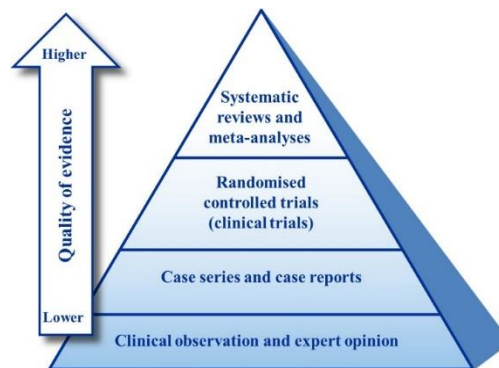 Higher
Quality of evidence
Lower
Systematic
reviews and
meta-analyses
Randomised
controlled trials
(clinical trials)
Case series and case reports
Clinical observation and expert opinion